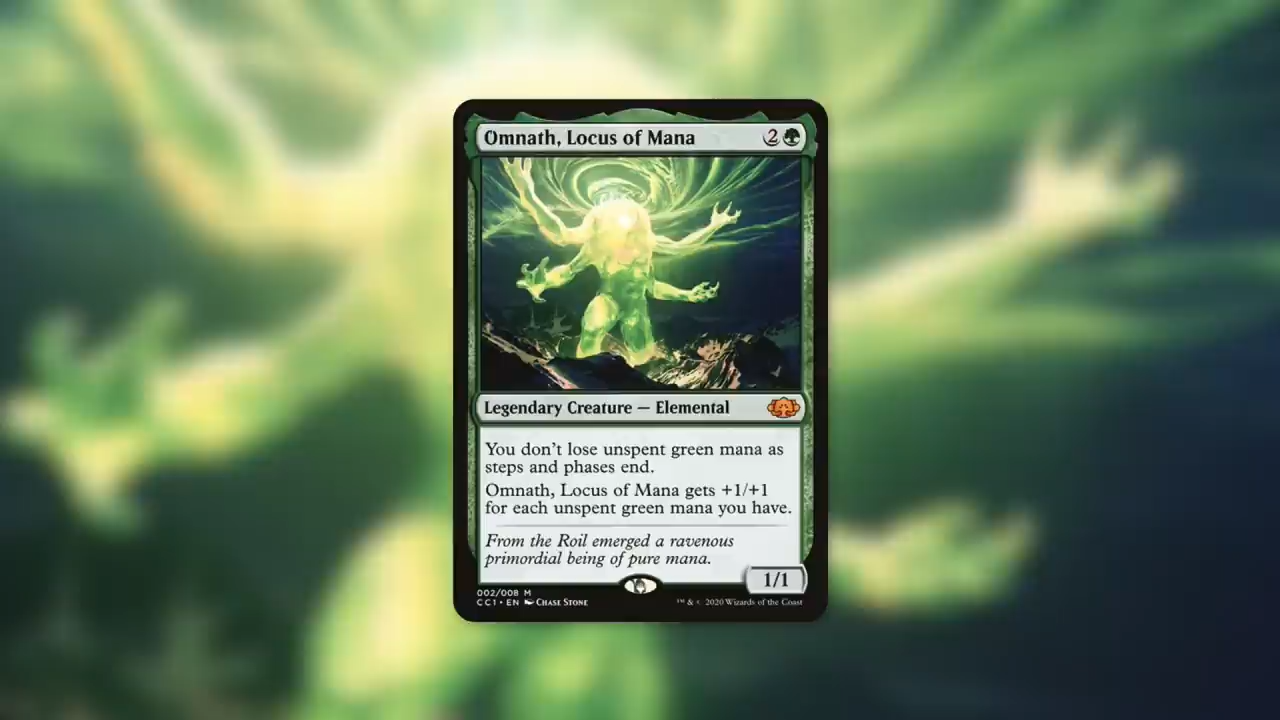 Omnath, Locus of Mana 2
Legendary Creature — Elemental
You don't lose unspent green mana as
steps and phases end.
Omnath, Locus of Mana gets +1/+1
for each unspent green mana you have.
From the Roil emerged a ravenous
primordial being of pure mana.
1/1
002/008 M
CC1 • EN Chase Stone
™ & © 2020 Wizards of the Coast